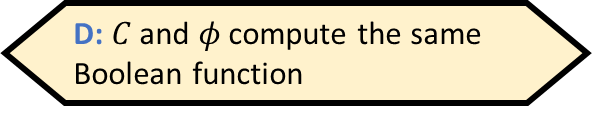 D: C and ϕ compute the same
Boolean function